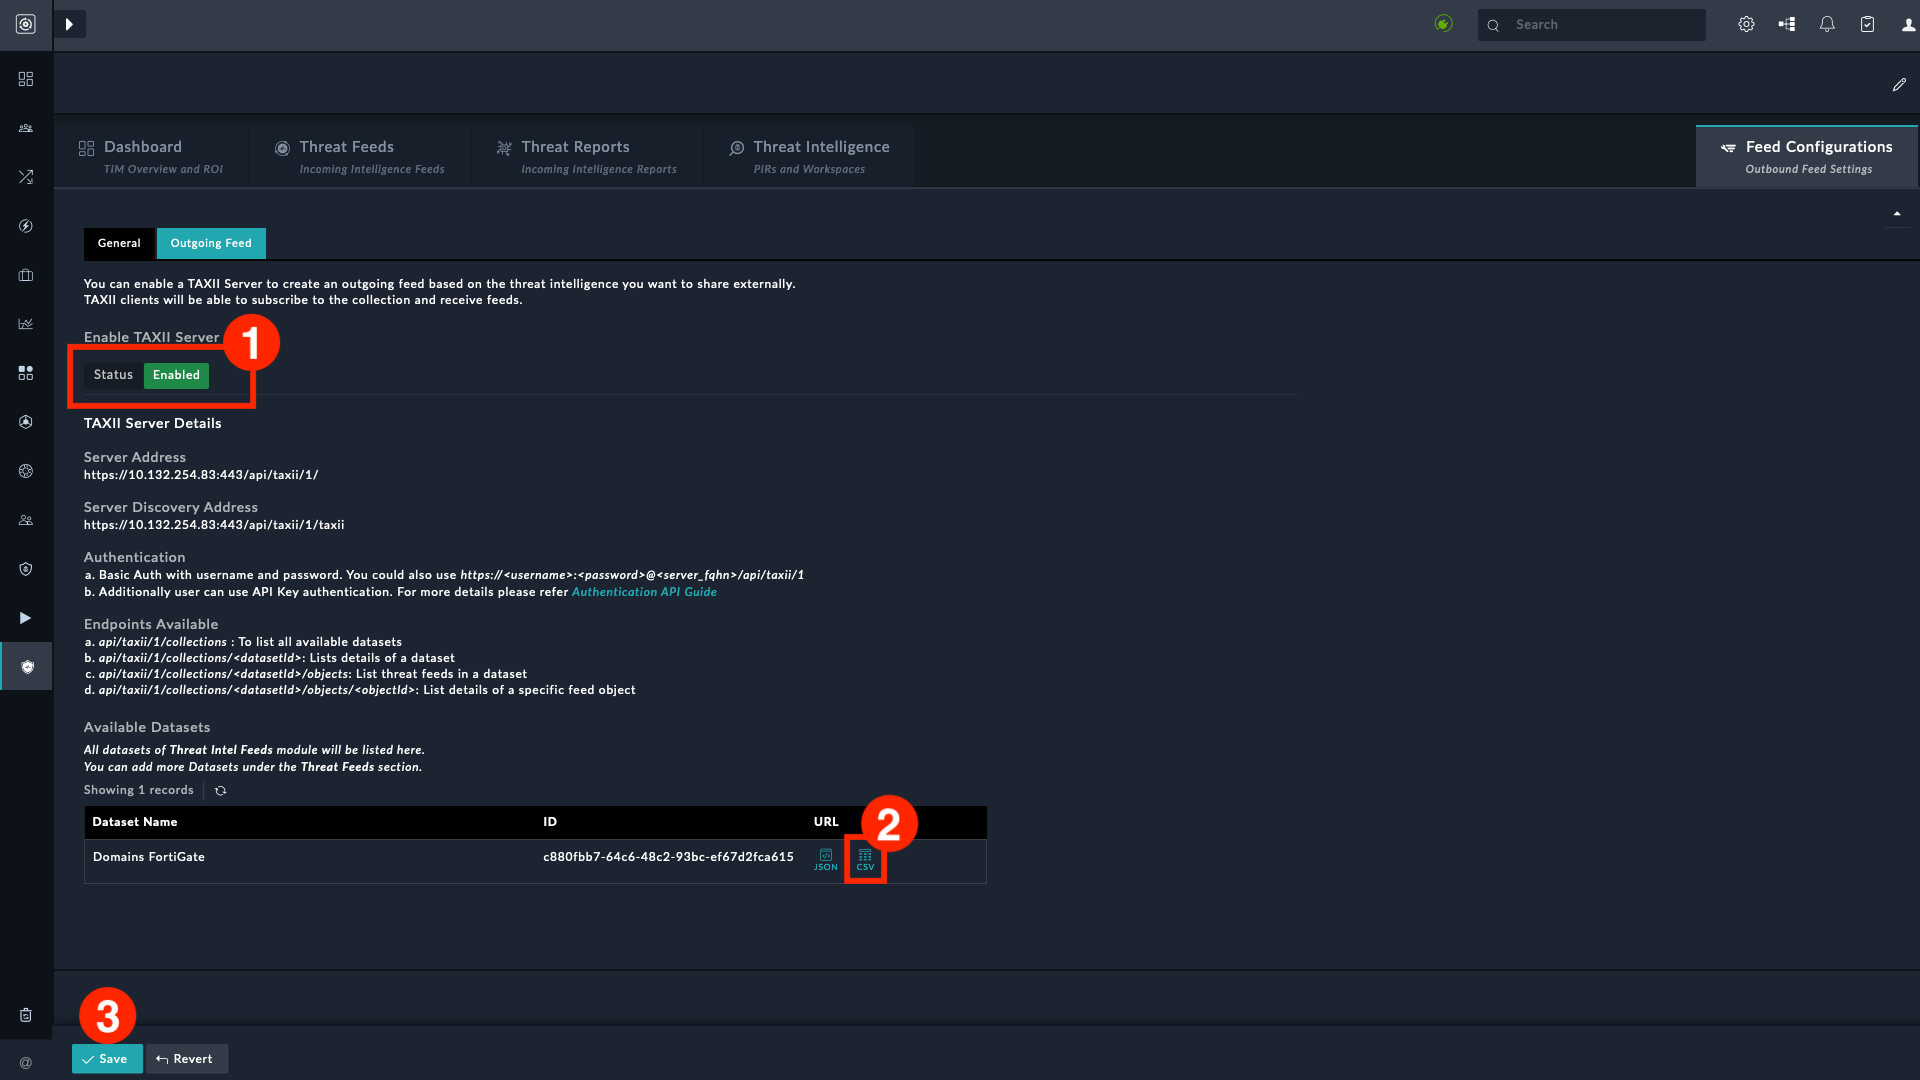 Search
Dashboard
TIM Overview and ROI
Threat Feeds
Incoming Intelligence Feeds
Threat Reports
Incoming Intelligence Reports
Threat Intelligence
PIRs and Workspaces
Feed Configurations
Outbound Feed Settings
General
Outgoing Feed
You can enable a TAXII Server to create an outgoing feed based on the threat intelligence you want to share externally.
TAXII clients will be able to subscribe to the collection and receive feeds.
Enable TAXII Server
1
Status Enabled
TAXII Server Details
Server Address
https://10.132.254.83:443/api/taxii/1/
Server Discovery Address
https://10.132.254.83:443/api/taxii/1/taxii
Authentication
a. Basic Auth with username and password. You could also use https://<username>:<password>@<server_fqhn>/api/taxii/1
b. Additionally user can use API Key authentication. For more details please refer Authentication API Guide
Endpoints Available
a. api/taxii/1/collections : To list all available datasets
b. api/taxii/1/collections/<datasetId>: Lists details of a dataset
c. api/taxii/1/collections/<datasetId>/objects: List threat feeds in a dataset
d. api/taxii/1/collections/<datasetId>/objects/<objectId>: List details of a specific feed object
Available Datasets
All datasets of Threat Intel Feeds module will be listed here.
You can add more Datasets under the Threat Feeds section.
Showing 1 records
Dataset Name ID URL
2
Domains FortiGate c880fbb7-64c6-48c2-93bc-ef67d2fca615 JSON CSV
3
Save Revert
@